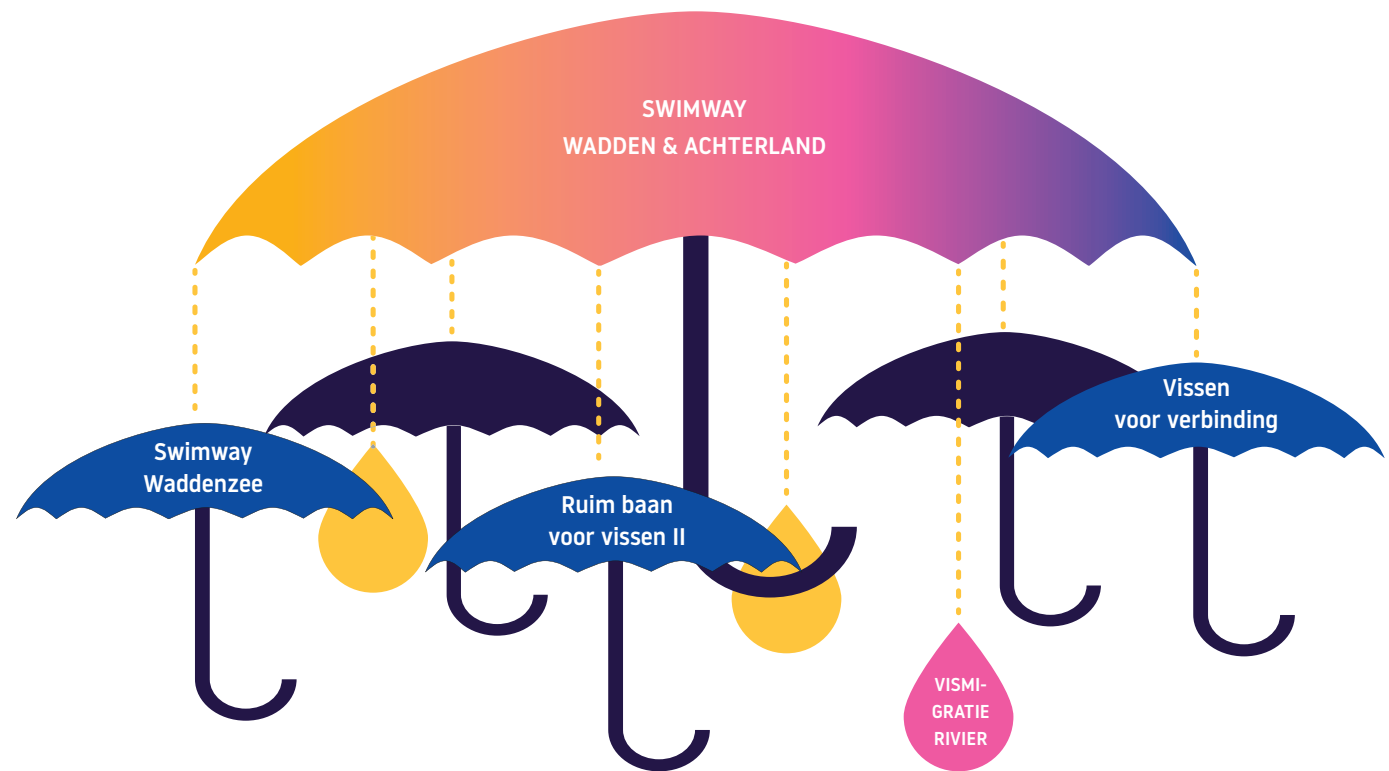 SWIMWAY
WADDEN & ACHTERLAND
Vissen
voor verbinding
Swimway
Waddenzee
Ruim baan
voor vissen II
VISMI-
GRATIE
RIVIER